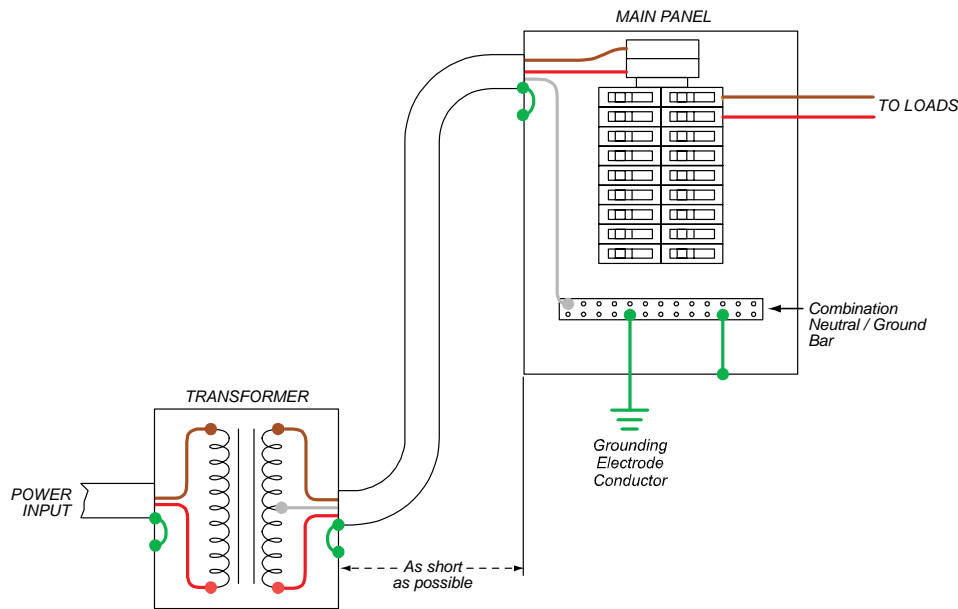 MAIN PANEL
TO LOADS
Combination
Neutral / Ground
Bar
TRANSFORMER
Grounding
Electrode
Conductor
POWER
INPUT
As short
as possible